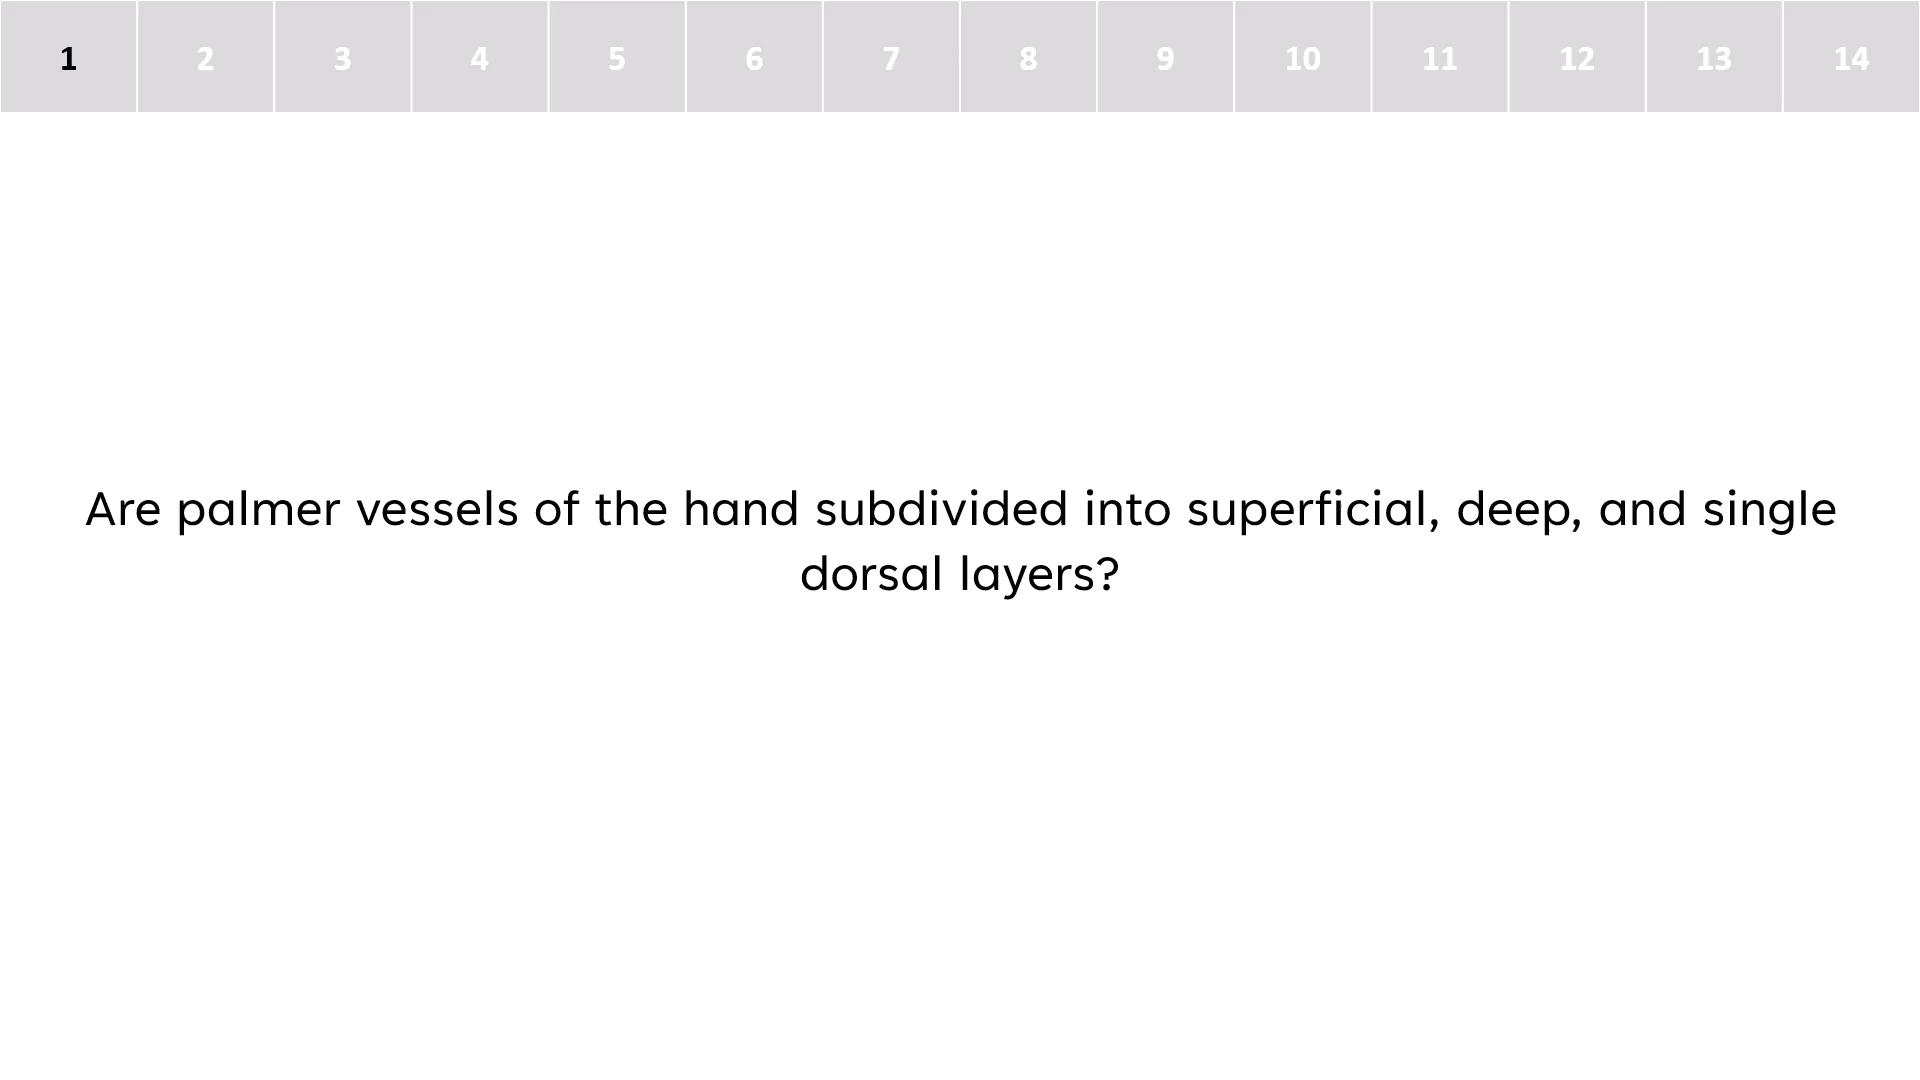 1 2 3 4 5 6 7 8 9 10 11 12 13 14
Are palmer vessels of the hand subdivided into superficial, deep, and single
dorsal layers?